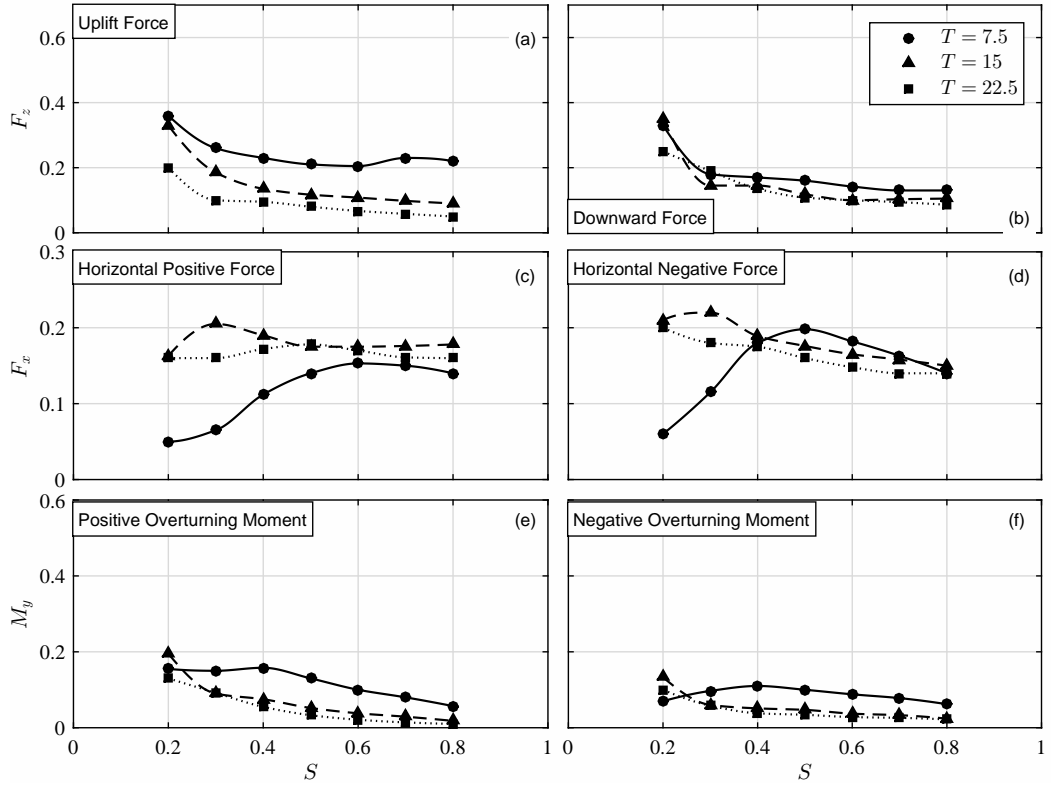 Uplift Force
(a)
0.6
0.4
0.2
0
F_z
T = 7.5
T = 15
T = 22.5
Downward Force
(b)
Horizontal Positive Force
(c)
0.3
0.2
0.1
0
F_x
Horizontal Negative Force
(d)
Positive Overturning Moment
(e)
0.6
0.4
0.2
0
M_y
0 0.2 0.4 0.6 0.8 1
S
Negative Overturning Moment
(f)
0 0.2 0.4 0.6 0.8 1
S